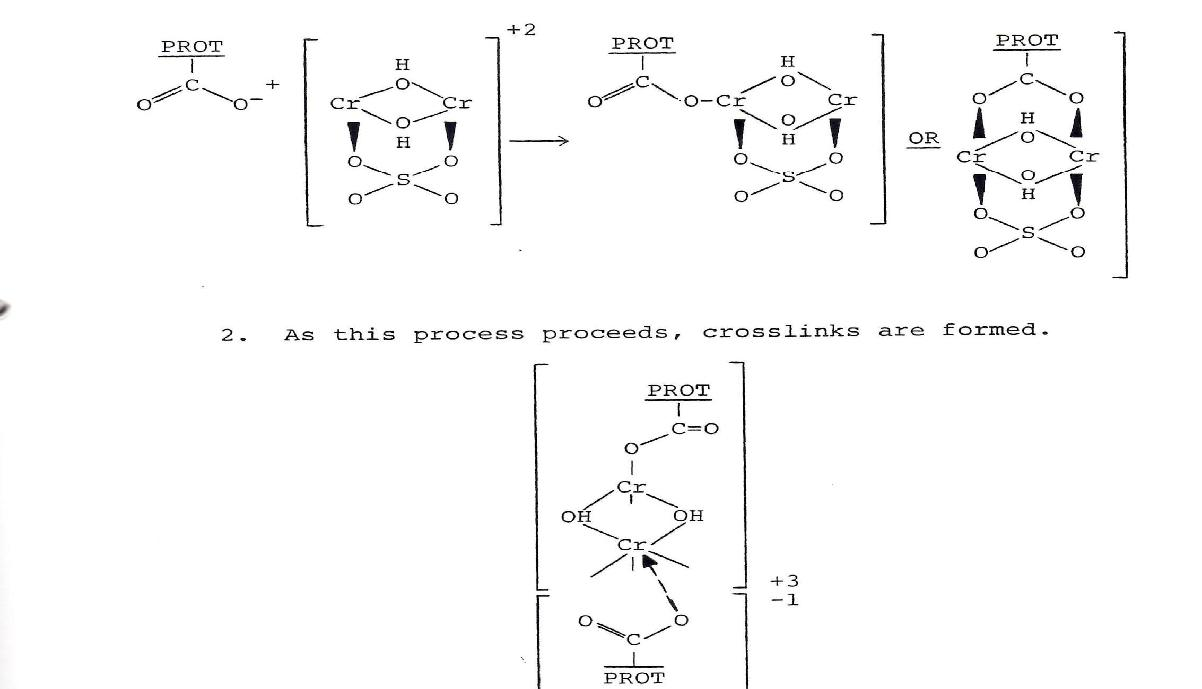 +2
PROT PROT PROT
H H H
C + O C O C
O O- Cr Cr O O-Cr Cr OR O O
O O H
H H O
O O O O Cr Cr
S S O
O O O O H
O O
S
O O
2. As this process proceeds, crosslinks are formed.
PROT
C=O
O
Cr
OH OH
Cr
+3
-1
O O
C
PROT